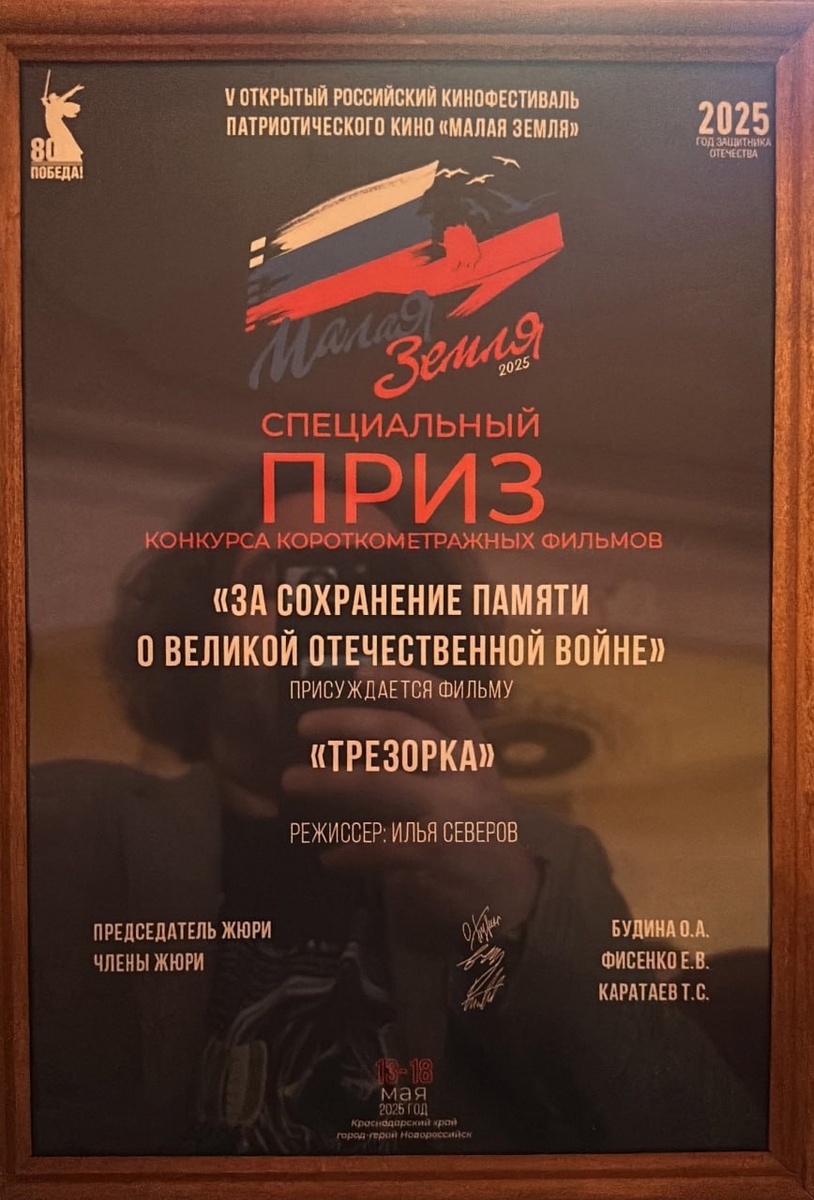 V ОТКРЫТЫЙ РОССИЙСКИЙ КИНОФЕСТИВАЛЬ
ПАТРИОТИЧЕСКОГО КИНО «МАЛАЯ ЗЕМЛЯ»
80
ПОБЕДА!
2025
ГОД ЗАЩИТНИКА
ОТЕЧЕСТВА
Малая
Земля
2025
СПЕЦИАЛЬНЫЙ
ПРИЗ
КОНКУРСА КОРОТКОМЕТРАЖНЫХ ФИЛЬМОВ
«ЗА СОХРАНЕНИЕ ПАМЯТИ
О ВЕЛИКОЙ ОТЕЧЕСТВЕННОЙ ВОЙНЕ»
ПРИСУЖДАЕТСЯ ФИЛЬМУ
«ТРЕЗОРКА»
РЕЖИССЕР: ИЛЬЯ СЕВЕРОВ
ПРЕДСЕДАТЕЛЬ ЖЮРИ БУДИНА О.А.
ЧЛЕНЫ ЖЮРИ ФИСЕНКО Е.В.
КАРАТАЕВ Т.С.
13-18
мая
2025 ГОД
Краснодарский край
город-герой Новороссийск